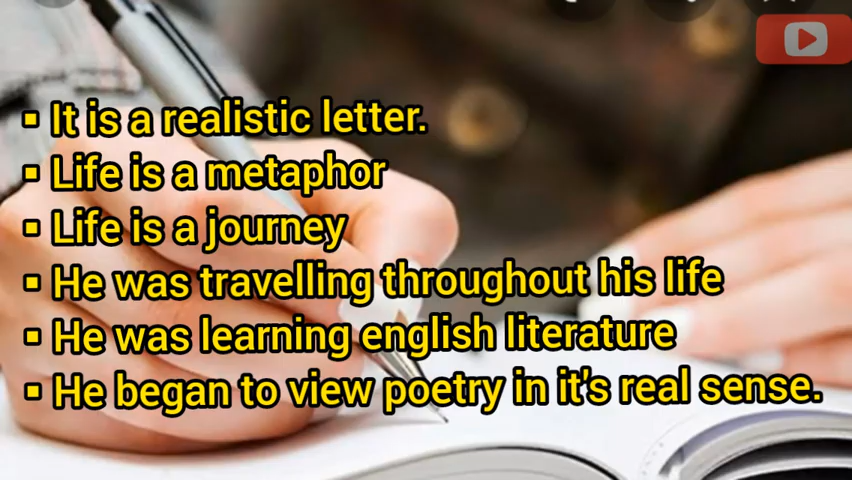 ▪ It is a realistic letter.
▪ Life is a metaphor
▪ Life is a journey
▪ He was travelling throughout his life
▪ He was learning english literature
▪ He began to view poetry in it's real sense.